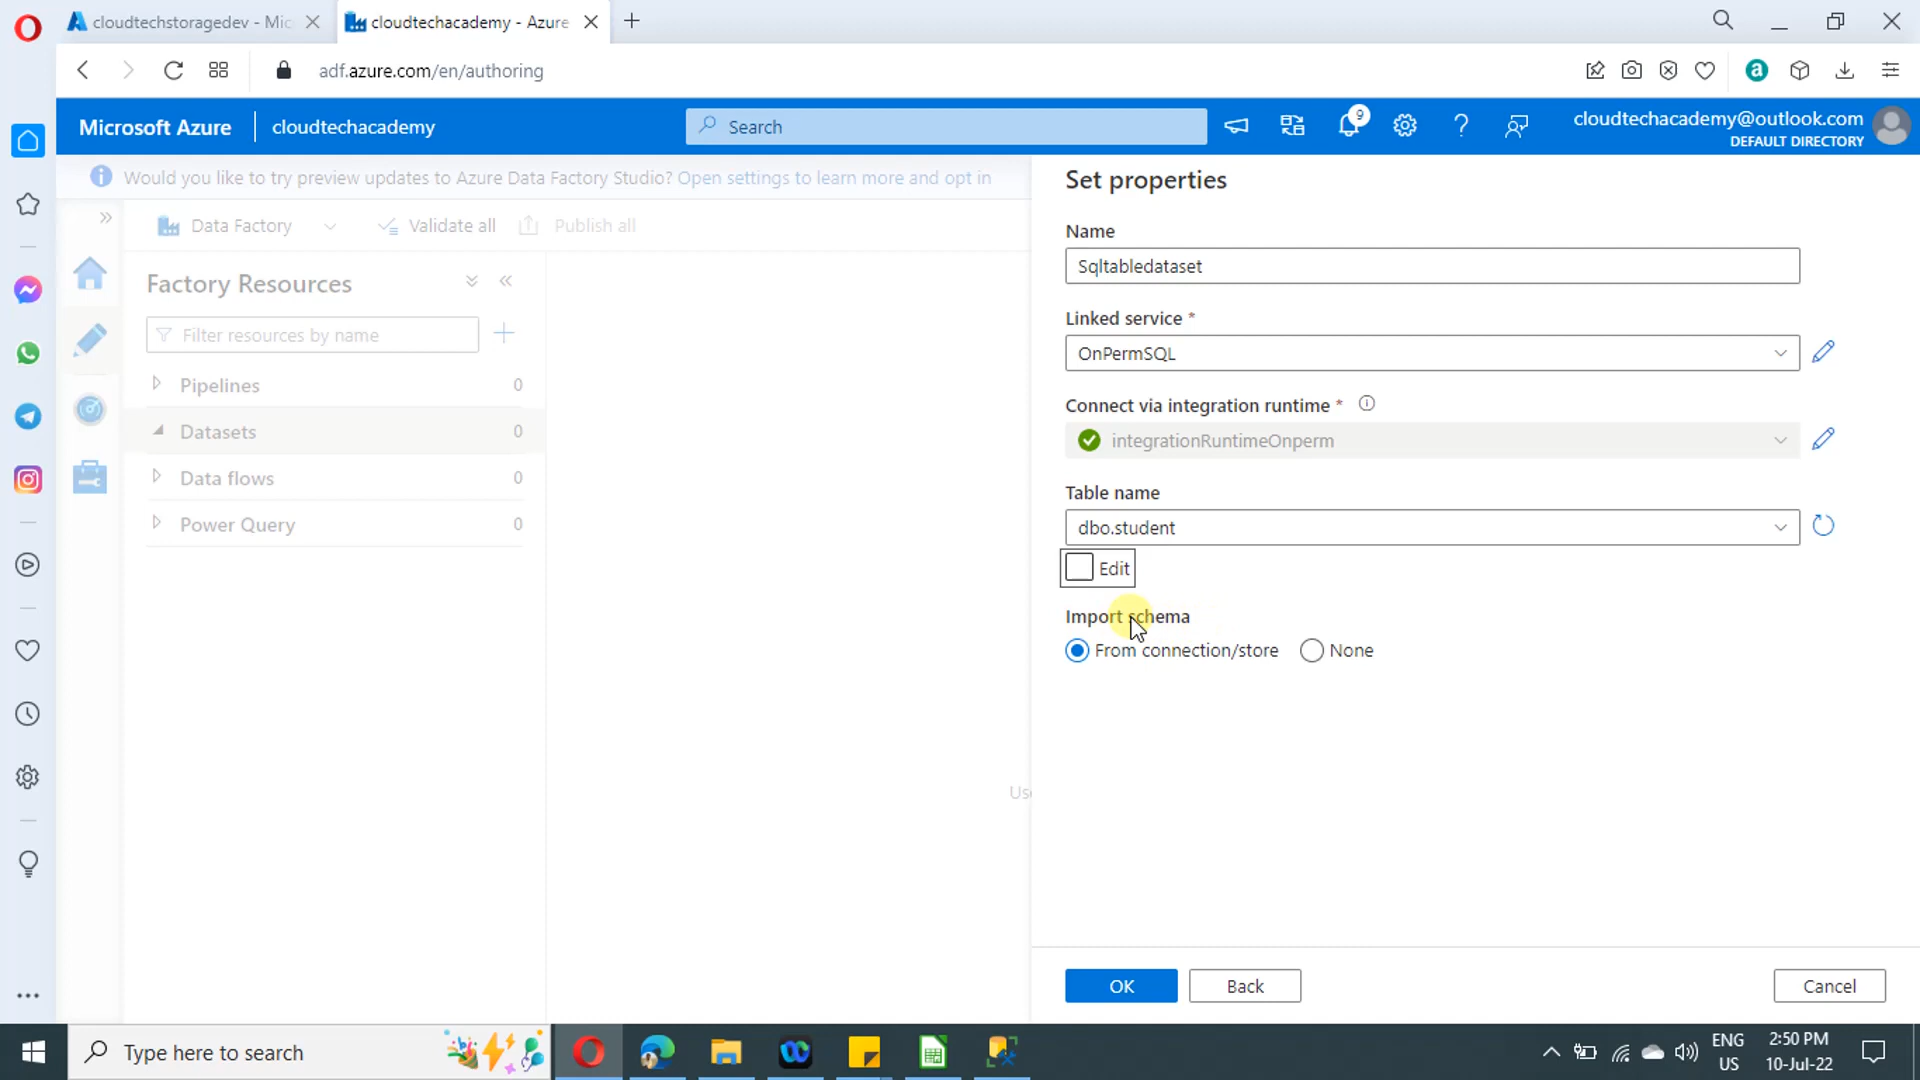 cloudtechstoragedev - Mic
cloudtechacademy - Azure
adf.azure.com/en/authoring
Microsoft Azure
cloudtechacademy
Search
9
cloudtechacademy@outlook.com
DEFAULT DIRECTORY
Would you like to try preview updates to Azure Data Factory Studio? Open settings to learn more and opt in
Data Factory
Validate all
Publish all
Factory Resources
Filter resources by name
Pipelines 0
Datasets 0
Data flows 0
Power Query 0
Use
Set properties
Name
Sqltabledataset
Linked service *
OnPermSQL
Connect via integration runtime *
integrationRuntimeOnperm
Table name
dbo.student
Edit
Import schema
From connection/store
None
OK
Back
Cancel
Type here to search
ENG
US
2:50 PM
10-Jul-22